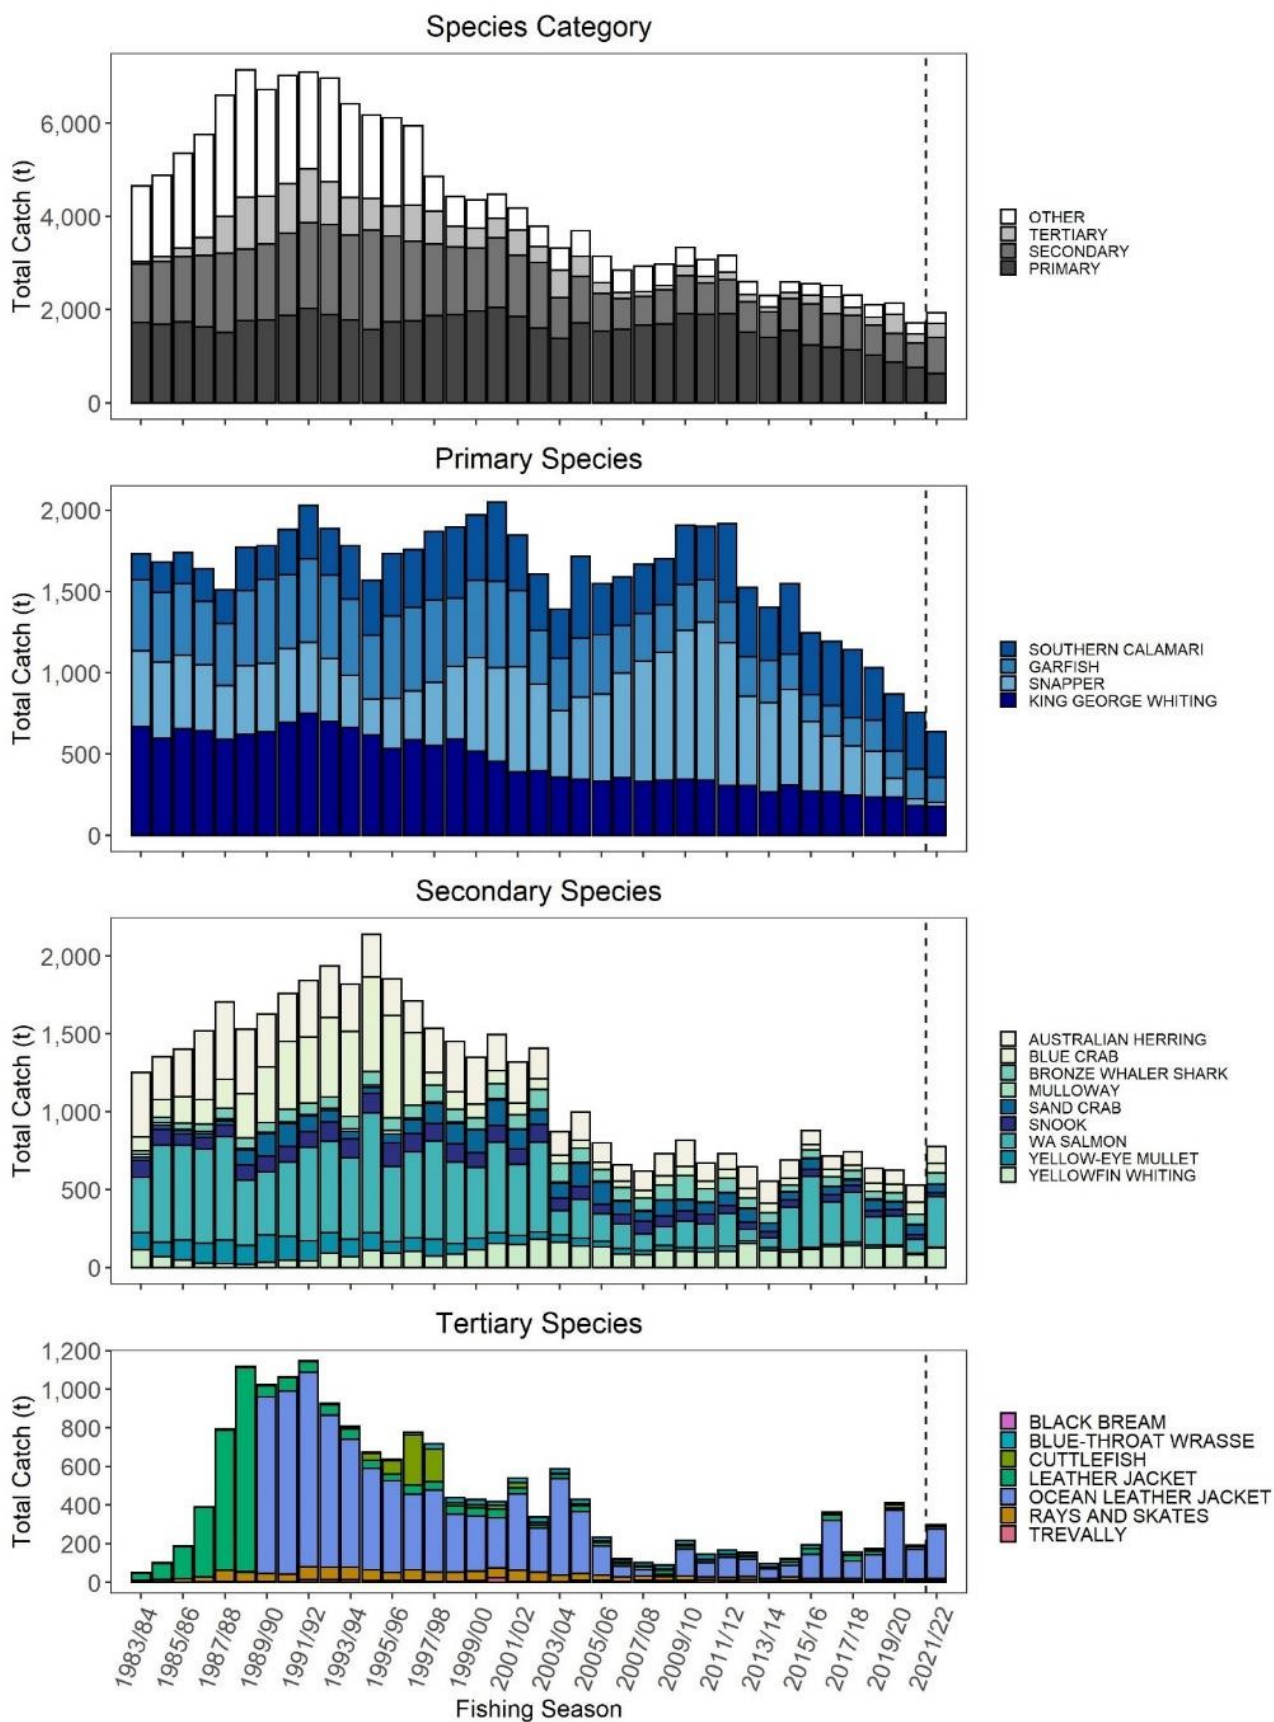 Species Category
Total Catch (t)
6,000
4,000
2,000
0
OTHER
TERTIARY
SECONDARY
PRIMARY
Primary Species
Total Catch (t)
2,000
1,500
1,000
500
0
SOUTHERN CALAMARI
GARFISH
SNAPPER
KING GEORGE WHITING
Secondary Species
Total Catch (t)
2,000
1,500
1,000
500
0
AUSTRALIAN HERRING
BLUE CRAB
BRONZE WHALER SHARK
MULLOWAY
SAND CRAB
SNOOK
WA SALMON
YELLOW-EYE MULLET
YELLOWFIN WHITING
Tertiary Species
Total Catch (t)
1,200
1,000
800
600
400
200
0
BLACK BREAM
BLUE-THROAT WRASSE
CUTTLEFISH
LEATHER JACKET
OCEAN LEATHER JACKET
RAYS AND SKATES
TREVALLY
1983/84
1985/86
1987/88
1989/90
1991/92
1993/94
1995/96
1997/98
1999/00
2001/02
2003/04
2005/06
2007/08
2009/10
2011/12
2013/14
2015/16
2017/18
2019/20
2021/22
Fishing Season